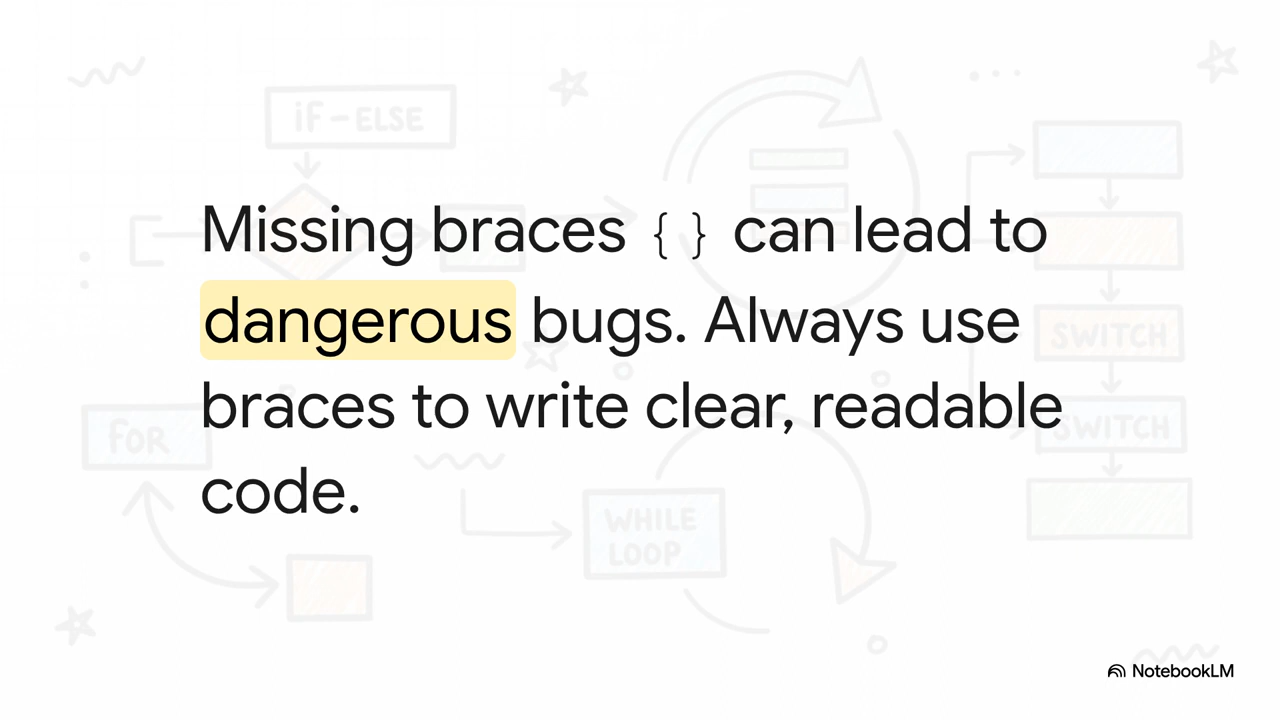 iF-ELSE
Missing braces { } can lead to
dangerous bugs. Always use
braces to write clear, readable
code.
SWITCH
SWITCH
FOR
WHILE
LOOP
NotebookLM